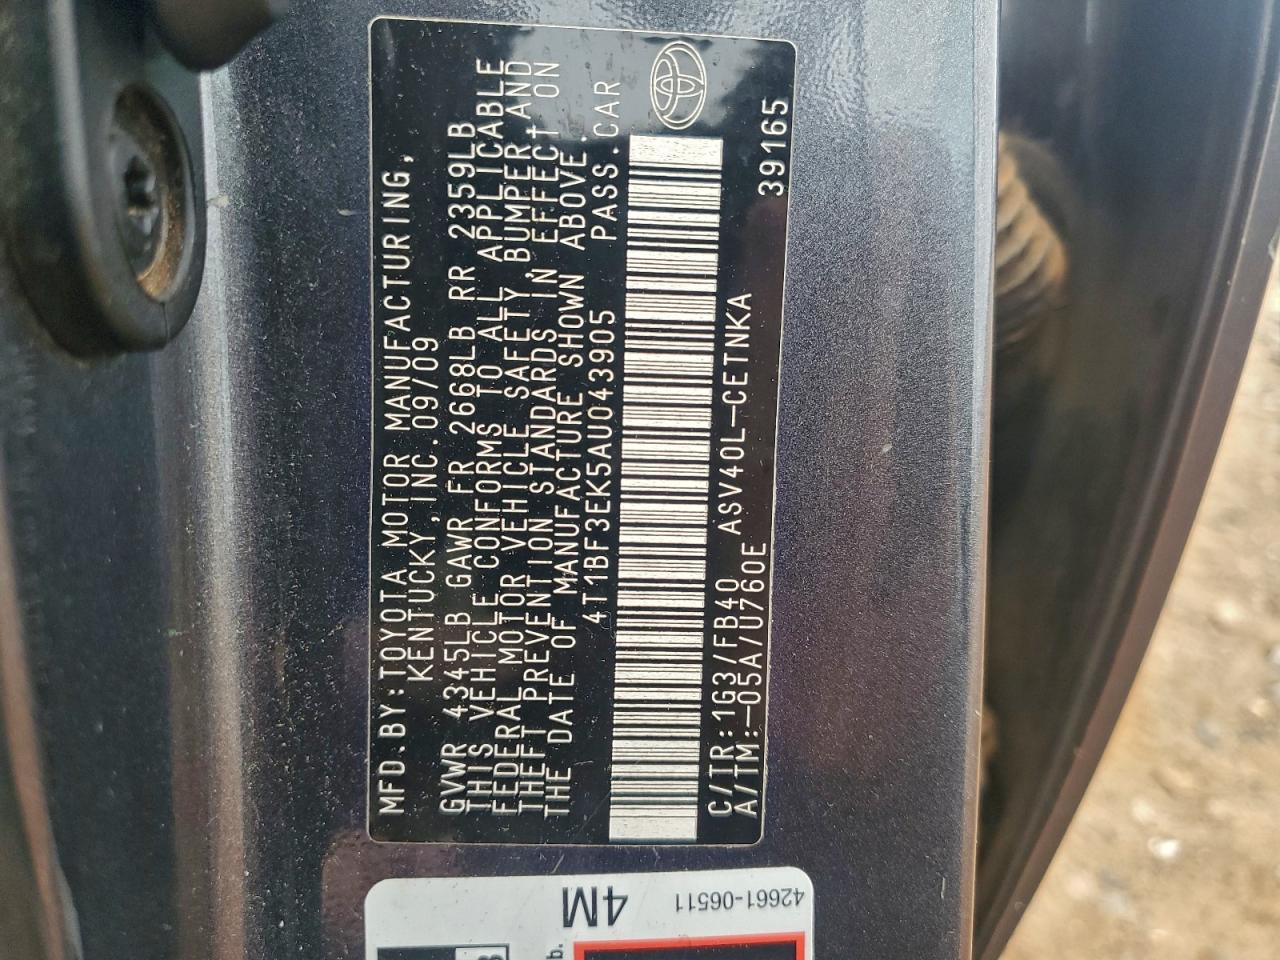 MFD.BY:TOYOTA MOTOR MANUFACTURING,
KENTUCKY,INC.09/09
GVWR 4345LB GAWR FR 2668LB RR 2359LB
THIS VEHICLE CONFORMS TO ALL APPLICABLE
FEDERAL MOTOR VEHICLE SAFETY,BUMPER AND
THEFT PREVENTION STANDARDS IN EFFECT ON
THE DATE OF MANUFACTURE SHOWN ABOVE.
4T1BF3EK5AU043905 PASS.CAR
C/TR:1G3/FB40 ASV40L-CETNKA
A/TM:-05A/U760E
39165
42661-06511
4M